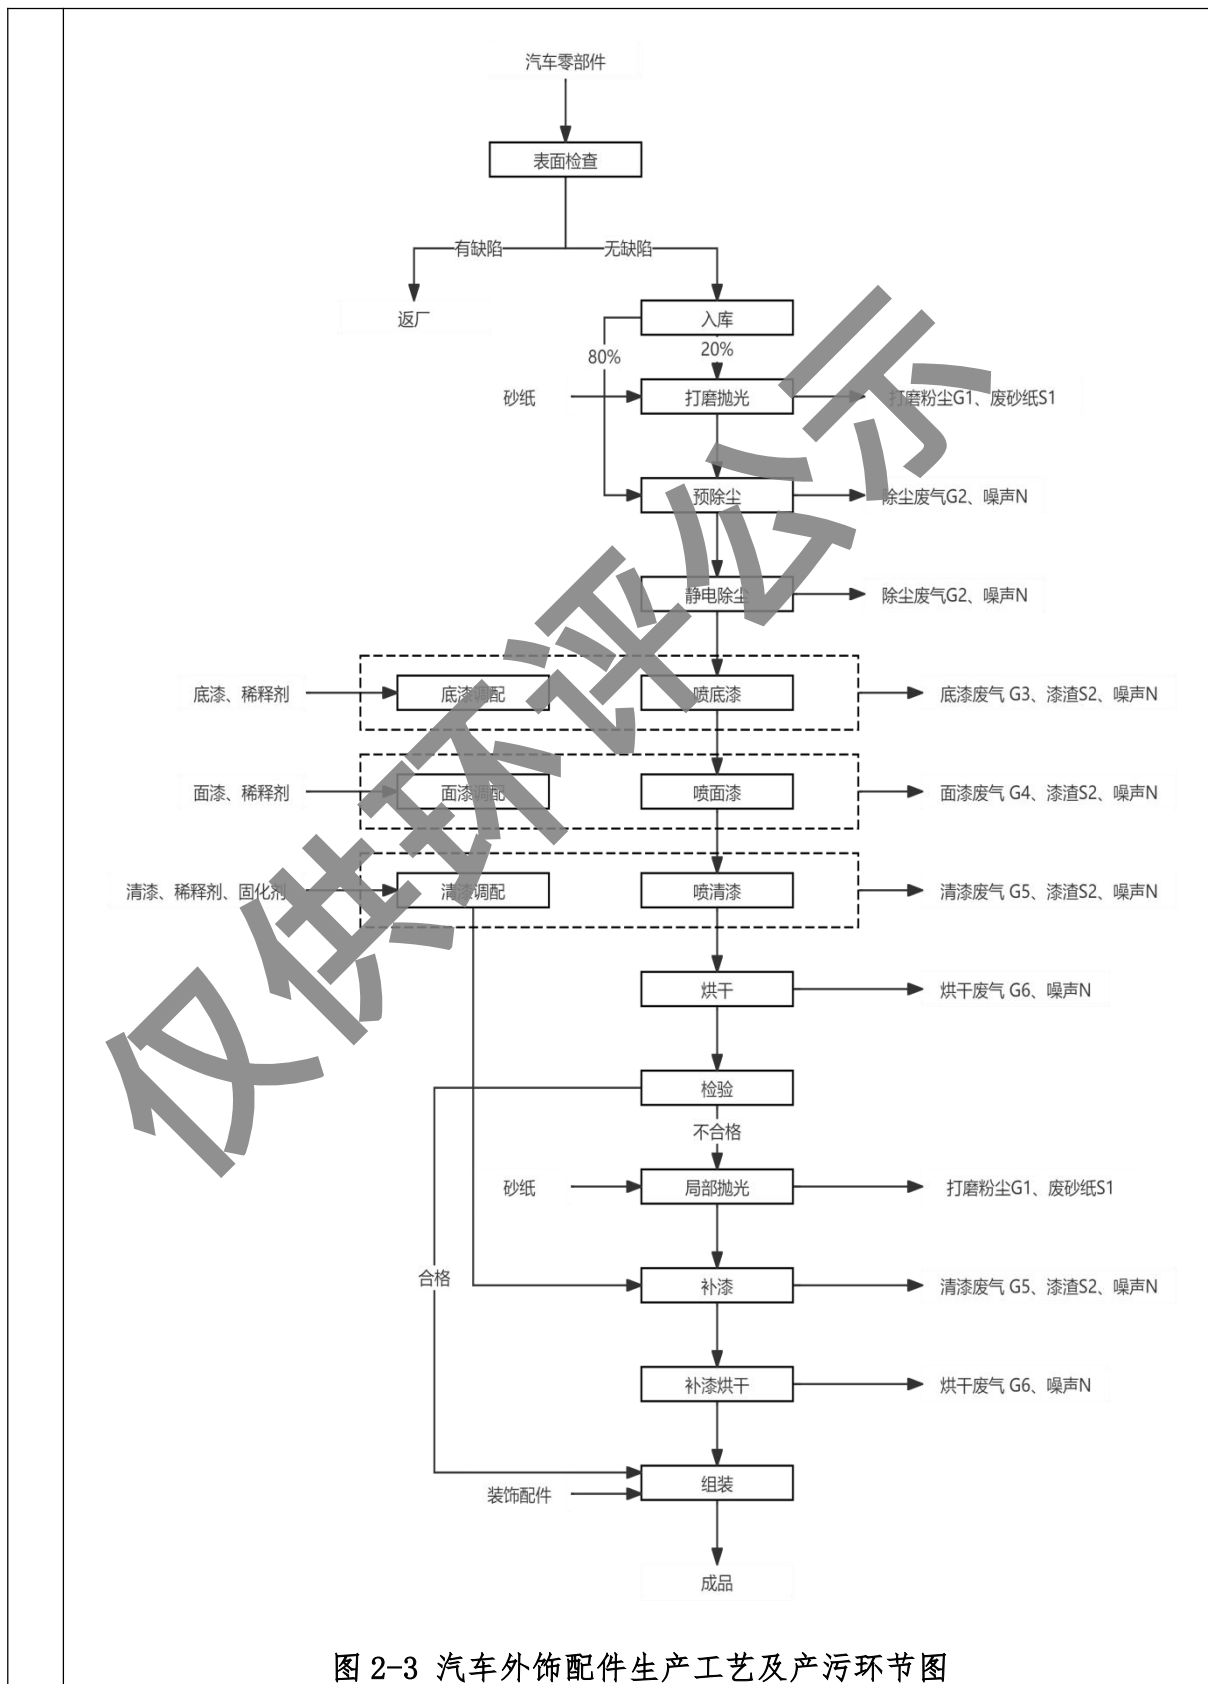 汽车零部件
表面检查
有缺陷
无缺陷
返厂
入库
80%
20%
砂纸
打磨抛光
打磨粉尘G1、废砂纸S1
预除尘
除尘废气G2、噪声N
静电除尘
除尘废气G2、噪声N
底漆、稀释剂
底漆调配
喷底漆
底漆废气 G3、漆渣S2、噪声N
面漆、稀释剂
面漆调配
喷面漆
面漆废气 G4、漆渣S2、噪声N
清漆、稀释剂、固化剂
清漆调配
喷清漆
清漆废气 G5、漆渣S2、噪声N
烘干
烘干废气 G6、噪声N
检验
不合格
砂纸
局部抛光
打磨粉尘G1、废砂纸S1
合格
补漆
清漆废气 G5、漆渣S2、噪声N
补漆烘干
烘干废气 G6、噪声N
组装
装饰配件
成品
仅供环评公示
图 2-3 汽车外饰配件生产工艺及产污环节图